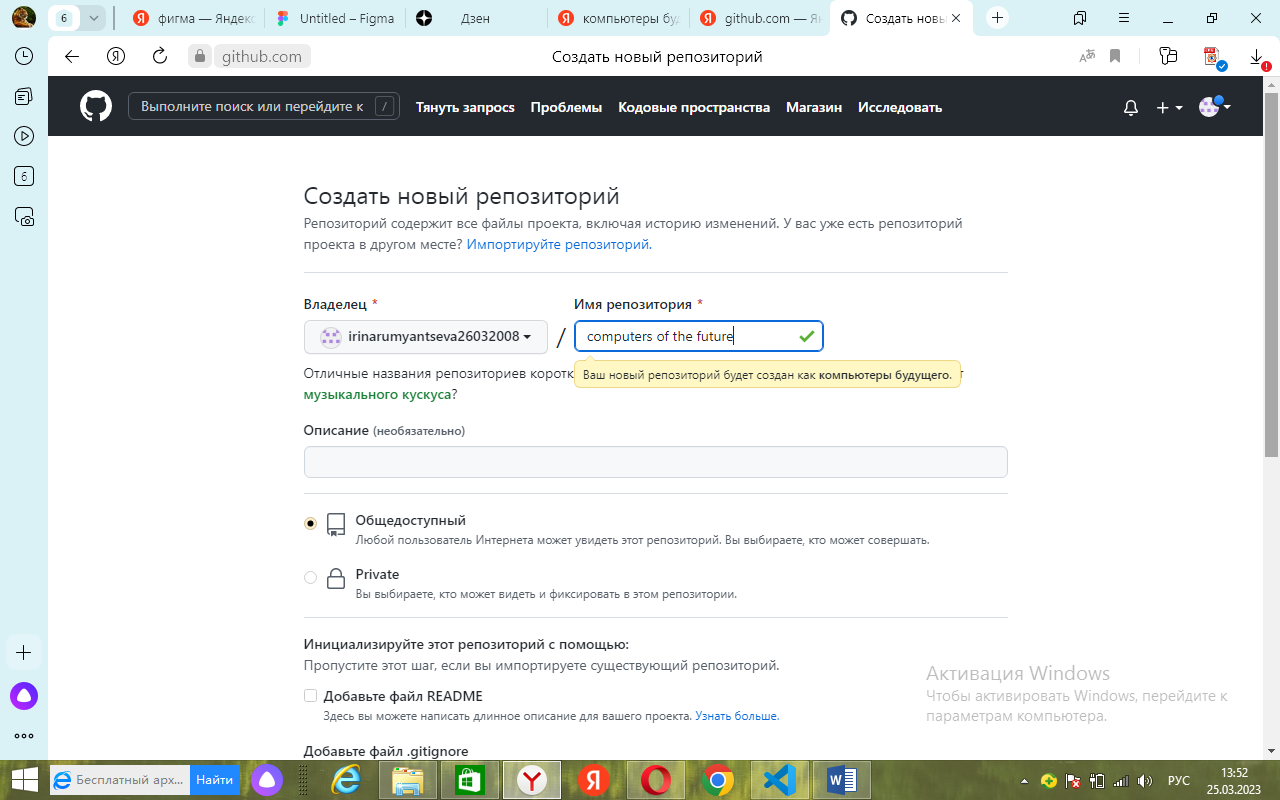 6
фигма — Яндекс
Untitled – Figma
Дзен
компьютеры буд
github.com — Ян
Создать новы
github.com
Создать новый репозиторий
6
Выполните поиск или перейдите к /
Тянуть запросс
Проблемы
Кодовые пространства
Магазин
Исследовать
Создать новый репозиторий
Репозиторий содержит все файлы проекта, включая историю изменений. У вас уже есть репозиторий
проекта в другом месте? Импортируйте репозиторий.
Владелец *
Имя репозитория *
irinarumyantseva26032008
/
computers of the future
Отличные названия репозиториев коротк
Ваш новый репозиторий будет создан как компьютеры будущего.
музыкального кускуса?
Описание (необязательно)
Общедоступный
Любой пользователь Интернета может увидеть этот репозиторий. Вы выбираете, кто может совершать.
Private
Вы выбираете, кто может видеть и фиксировать в этом репозитории.
Инициализируйте этот репозиторий с помощью:
Пропустите этот шаг, если вы импортируете существующий репозиторий.
Добавьте файл README
Здесь вы можете написать длинное описание для вашего проекта. Узнать больше.
Добавьте файл .gitignore
Активация Windows
Чтобы активировать Windows, перейдите к
параметрам компьютера.
Бесплатный арх...
Найти
РУС
13:52
25.03.2023